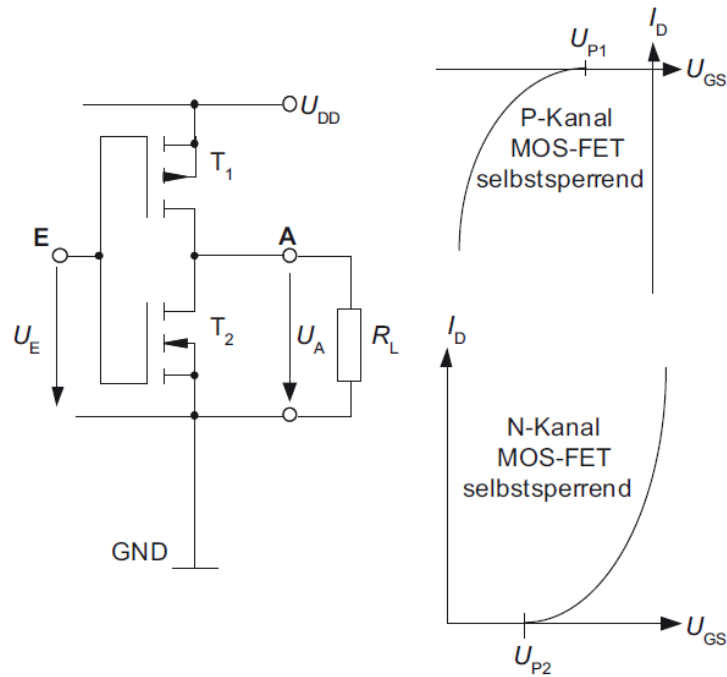 U_DD
T_1
E
A
U_E
T_2
U_A
R_L
GND
I_D
U_P1
U_GS
P-Kanal
MOS-FET
selbstsperrend
I_D
N-Kanal
MOS-FET
selbstsperrend
U_GS
U_P2